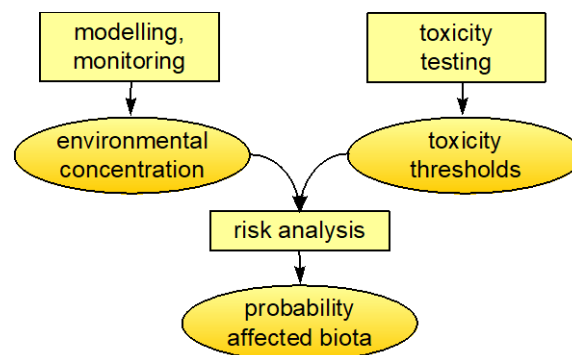 modelling,
monitoring
toxicity
testing
environmental
concentration
toxicity
thresholds
risk analysis
probability
affected biota